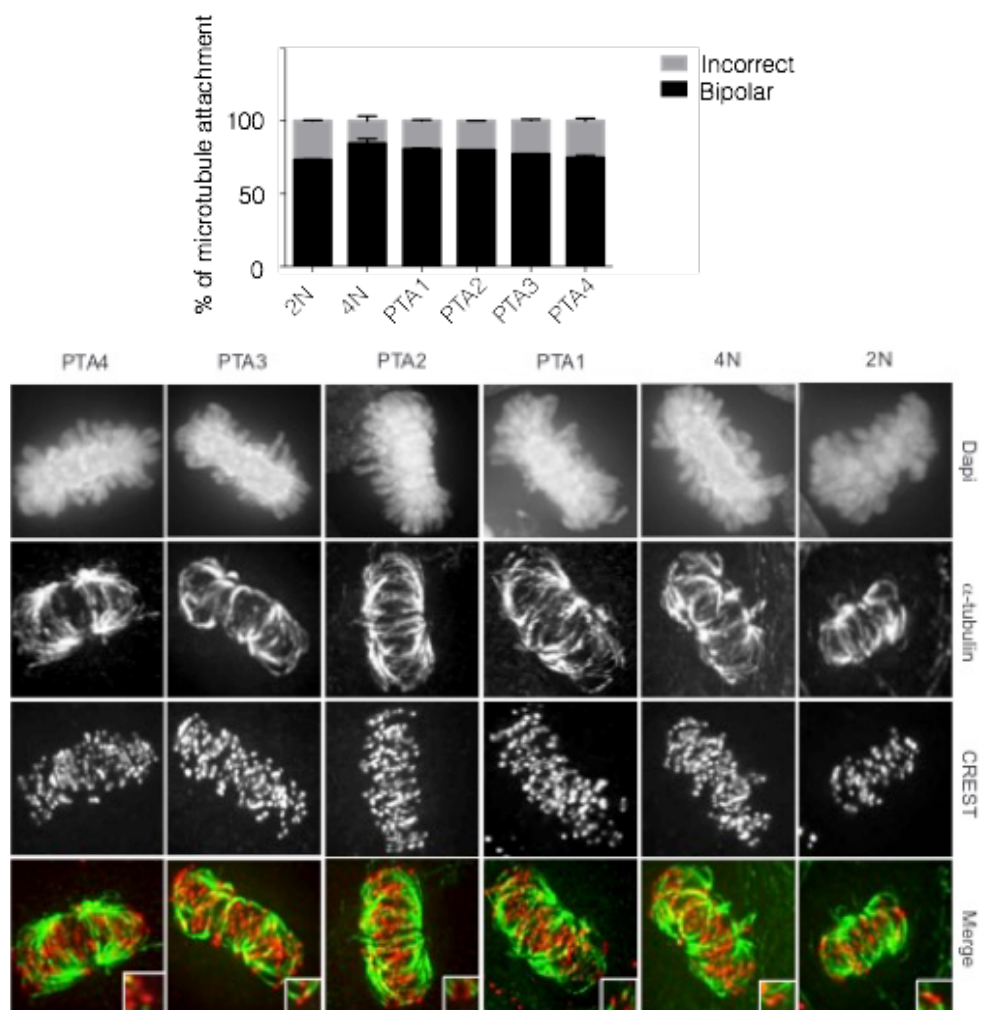 % of microtubule attachment
Incorrect
Bipolar
100
50
0
2N
4N
PTA1
PTA2
PTA3
PTA4
PTA4
PTA3
PTA2
PTA1
4N
2N
Dapi
α-tubulin
CREST
Merge